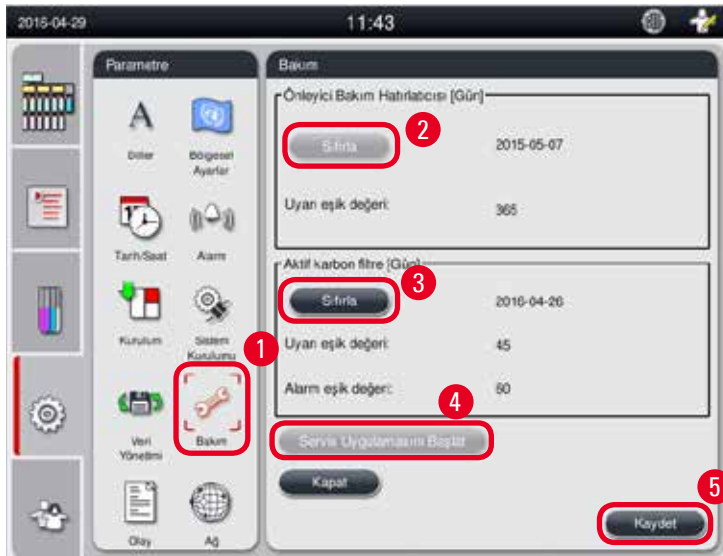 2016-04-29
11:43
Parametre
Diller
Bölgesel
Ayarlar
Tarih/Saat
Alarm
Kurulum
Sistem
Kurulumu
1
Veri
Yönetimi
Bakım
Olay
Ağ
Bakım
Önleyici Bakım Hatırlatıcısı [Gün]
Sıfırla
2
2015-05-07
Uyarı eşik değeri:
365
Aktif karbon filtre [Gün]
Sıfırla
3
2016-04-26
Uyarı eşik değeri:
45
Alarm eşik değeri:
60
4
Servis Uygulamasını Başlat
Kapat
5
Kaydet